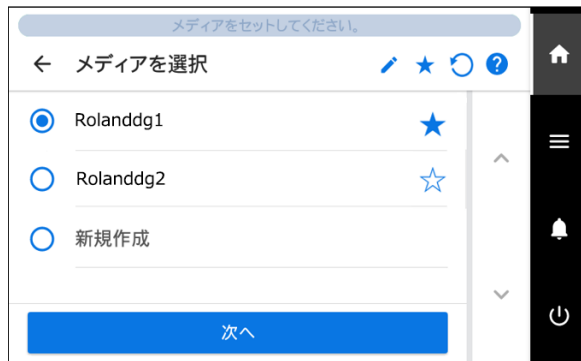 メディアをセットしてください。
メディアを選択
Rolanddg1
Rolanddg2
新規作成
次へ